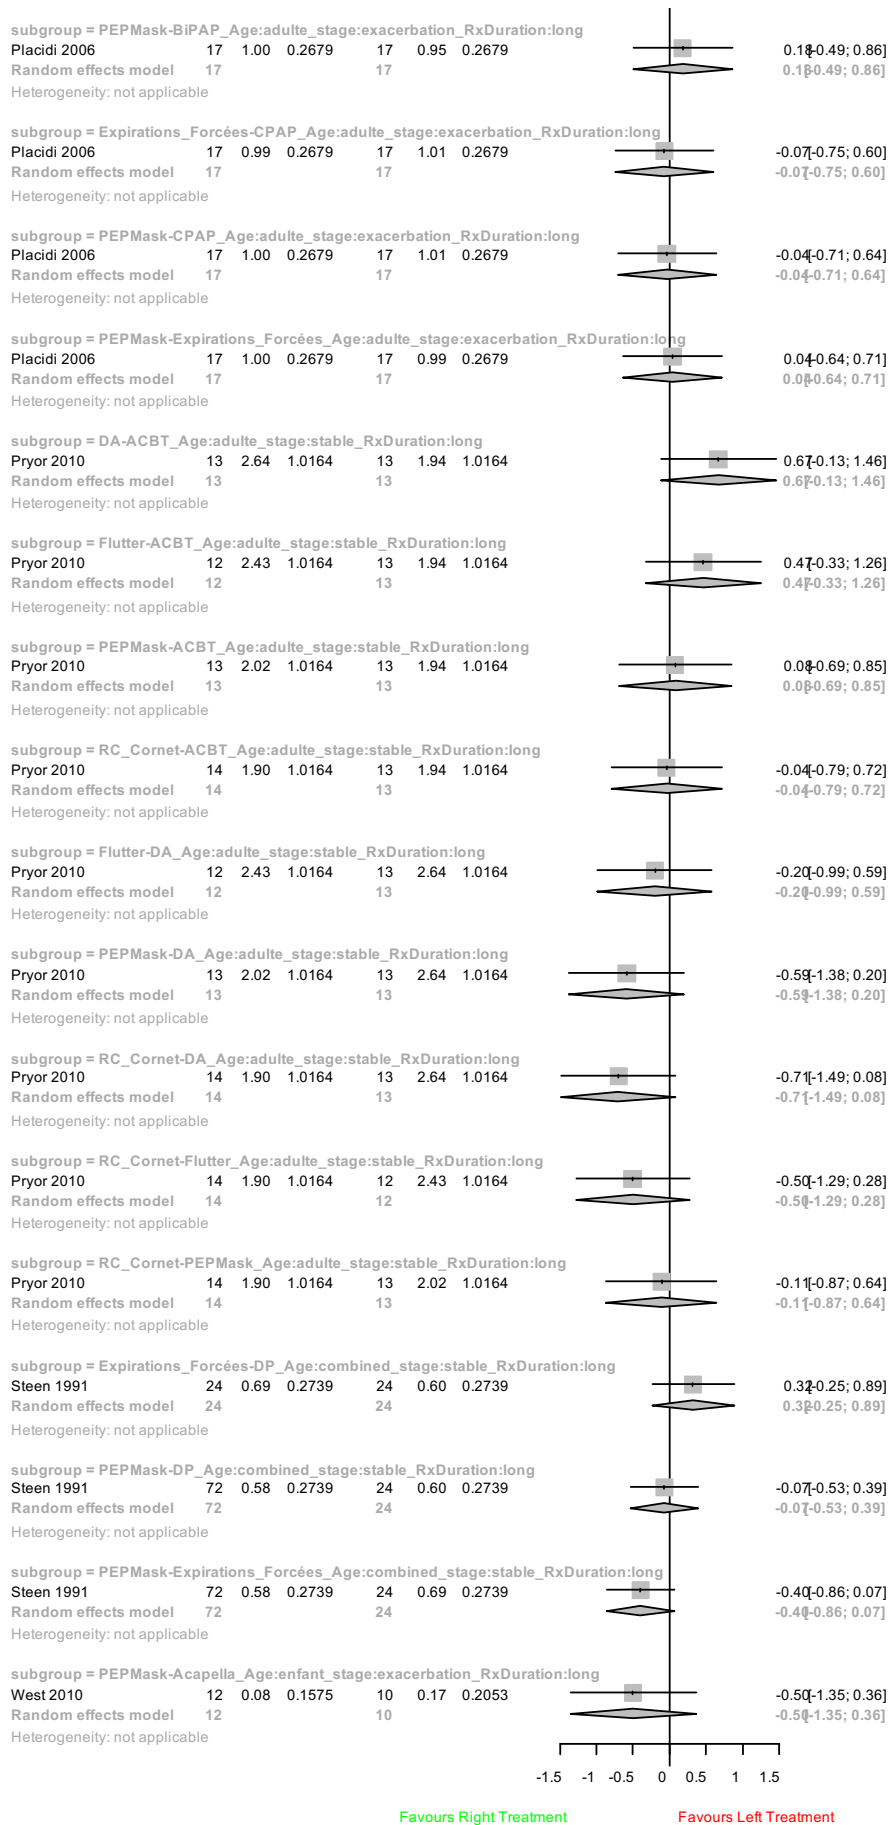 subgroup = PEPMask-BiPAP_Age:adulte_stage:exacerbation_RxDuration:long
Placidi 2006 17 1.00 0.2679 17 0.95 0.2679 0.18 [-0.49; 0.86]
Random effects model 17 17 0.18 [-0.49; 0.86]
Heterogeneity: not applicable
subgroup = Expirations_Forcées-CPAP_Age:adulte_stage:exacerbation_RxDuration:long
Placidi 2006 17 0.99 0.2679 17 1.01 0.2679 -0.07 [-0.75; 0.60]
Random effects model 17 17 -0.07 [-0.75; 0.60]
Heterogeneity: not applicable
subgroup = PEPMask-CPAP_Age:adulte_stage:exacerbation_RxDuration:long
Placidi 2006 17 1.00 0.2679 17 1.01 0.2679 -0.04 [-0.71; 0.64]
Random effects model 17 17 -0.04 [-0.71; 0.64]
Heterogeneity: not applicable
subgroup = PEPMask-Expirations_Forcées_Age:adulte_stage:exacerbation_RxDuration:long
Placidi 2006 17 1.00 0.2679 17 0.99 0.2679 0.04 [-0.64; 0.71]
Random effects model 17 17 0.04 [-0.64; 0.71]
Heterogeneity: not applicable
subgroup = DA-ACBT_Age:adulte_stage:stable_RxDuration:long
Pryor 2010 13 2.64 1.0164 13 1.94 1.0164 0.67 [-0.13; 1.46]
Random effects model 13 13 0.67 [-0.13; 1.46]
Heterogeneity: not applicable
subgroup = Flutter-ACBT_Age:adulte_stage:stable_RxDuration:long
Pryor 2010 12 2.43 1.0164 13 1.94 1.0164 0.47 [-0.33; 1.26]
Random effects model 12 13 0.47 [-0.33; 1.26]
Heterogeneity: not applicable
subgroup = PEPMask-ACBT_Age:adulte_stage:stable_RxDuration:long
Pryor 2010 13 2.02 1.0164 13 1.94 1.0164 0.08 [-0.69; 0.85]
Random effects model 13 13 0.08 [-0.69; 0.85]
Heterogeneity: not applicable
subgroup = RC_Cornet-ACBT_Age:adulte_stage:stable_RxDuration:long
Pryor 2010 14 1.90 1.0164 13 1.94 1.0164 -0.04 [-0.79; 0.72]
Random effects model 14 13 -0.04 [-0.79; 0.72]
Heterogeneity: not applicable
subgroup = Flutter-DA_Age:adulte_stage:stable_RxDuration:long
Pryor 2010 12 2.43 1.0164 13 2.64 1.0164 -0.20 [-0.99; 0.59]
Random effects model 12 13 -0.20 [-0.99; 0.59]
Heterogeneity: not applicable
subgroup = PEPMask-DA_Age:adulte_stage:stable_RxDuration:long
Pryor 2010 13 2.02 1.0164 13 2.64 1.0164 -0.59 [-1.38; 0.20]
Random effects model 13 13 -0.59 [-1.38; 0.20]
Heterogeneity: not applicable
subgroup = RC_Cornet-DA_Age:adulte_stage:stable_RxDuration:long
Pryor 2010 14 1.90 1.0164 13 2.64 1.0164 -0.71 [-1.49; 0.08]
Random effects model 14 13 -0.71 [-1.49; 0.08]
Heterogeneity: not applicable
subgroup = RC_Cornet-Flutter_Age:adulte_stage:stable_RxDuration:long
Pryor 2010 14 1.90 1.0164 12 2.43 1.0164 -0.50 [-1.29; 0.28]
Random effects model 14 12 -0.50 [-1.29; 0.28]
Heterogeneity: not applicable
subgroup = RC_Cornet-PEPMask_Age:adulte_stage:stable_RxDuration:long
Pryor 2010 14 1.90 1.0164 13 2.02 1.0164 -0.11 [-0.87; 0.64]
Random effects model 14 13 -0.11 [-0.87; 0.64]
Heterogeneity: not applicable
subgroup = Expirations_Forcées-DP_Age:combined_stage:stable_RxDuration:long
Steen 1991 24 0.69 0.2739 24 0.60 0.2739 0.32 [-0.25; 0.89]
Random effects model 24 24 0.32 [-0.25; 0.89]
Heterogeneity: not applicable
subgroup = PEPMask-DP_Age:combined_stage:stable_RxDuration:long
Steen 1991 72 0.58 0.2739 24 0.60 0.2739 -0.07 [-0.53; 0.39]
Random effects model 72 24 -0.07 [-0.53; 0.39]
Heterogeneity: not applicable
subgroup = PEPMask-Expirations_Forcées_Age:combined_stage:stable_RxDuration:long
Steen 1991 72 0.58 0.2739 24 0.69 0.2739 -0.40 [-0.86; 0.07]
Random effects model 72 24 -0.40 [-0.86; 0.07]
Heterogeneity: not applicable
subgroup = PEPMask-Acapella_Age:enfant_stage:exacerbation_RxDuration:long
West 2010 12 0.08 0.1575 10 0.17 0.2053 -0.50 [-1.35; 0.36]
Random effects model 12 10 -0.50 [-1.35; 0.36]
Heterogeneity: not applicable
-1.5 -1 -0.5 0 0.5 1 1.5
Favours Right Treatment Favours Left Treatment